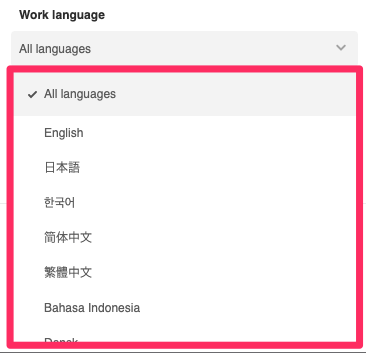 Work language
All languages
All languages
English
日本語
한국어
简体中文
繁體中文
Bahasa Indonesia
Dansk